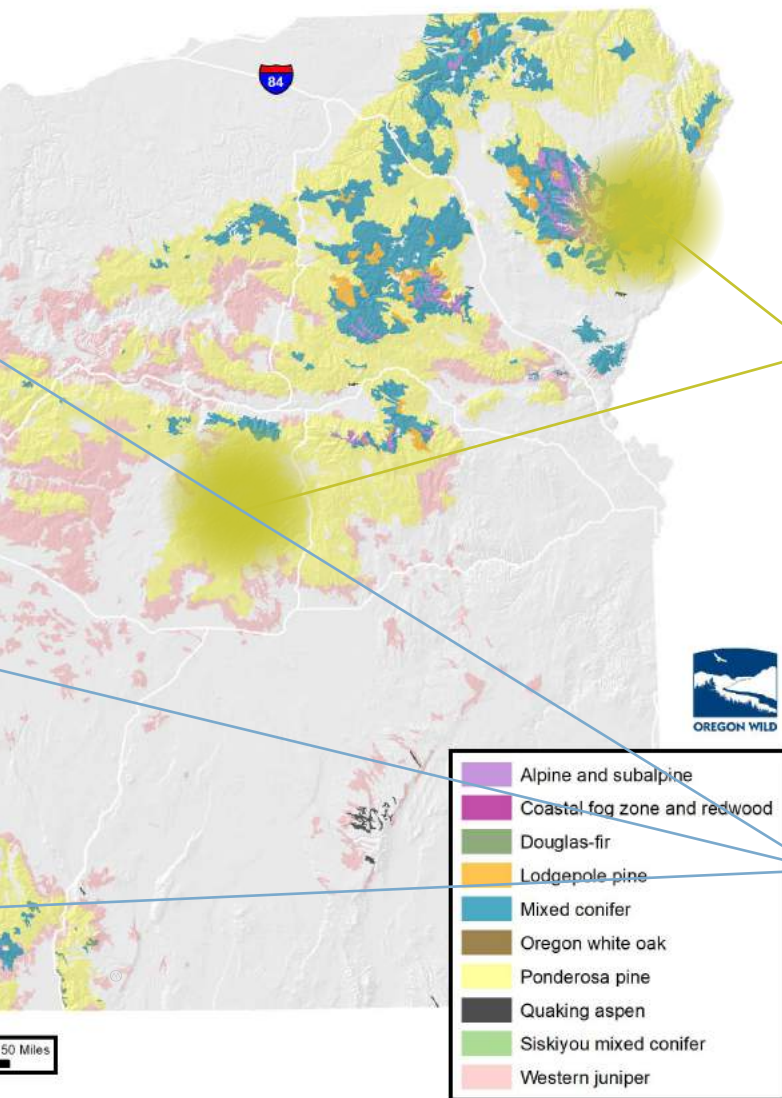 84
OREGON WILD
Alpine and subalpine
Coastal fog zone and redwood
Douglas-fir
Lodgepole pine
Mixed conifer
Oregon white oak
Ponderosa pine
Quaking aspen
Siskiyou mixed conifer
Western juniper
50 Miles